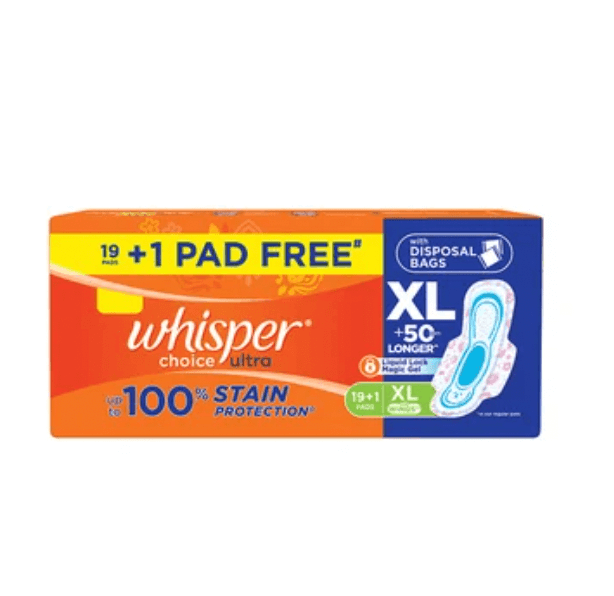 19 PADS +1 PAD FREE#
with
DISPOSAL
BAGS
whisper®
choice ultra
XL
+50%
LONGER^
Liquid Lock
Magic Gel
up to 100% STAIN
PROTECTION
19+1 XL
PADS WINGS